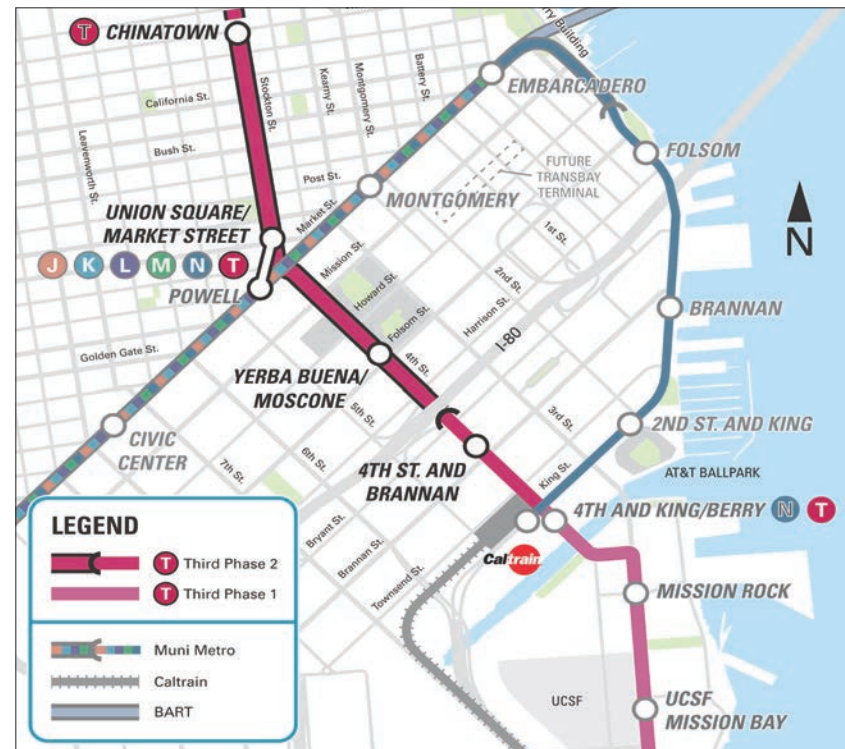 T CHINATOWN
rry Building
EMBARCADERO
California St.
Stockton St.
Kearny St.
Montgomery St.
Battery St.
Leavenworth St.
Bush St.
Post St.
FOLSOM
FUTURE
TRANSBAY
TERMINAL
MONTGOMERY
UNION SQUARE/
MARKET STREET
Market St.
1st St.
N
J K L M N T
POWELL
Mission St.
Howard St.
Folsom St.
2nd St.
Harrison St.
I-80
BRANNAN
Golden Gate St.
YERBA BUENA/
MOSCONE
4th St.
5th St.
3rd St.
CIVIC
CENTER
6th St.
7th St.
2ND ST. AND KING
4TH ST. AND
BRANNAN
King St.
AT&T BALLPARK
4TH AND KING/BERRY N T
Bryant St.
Brannan St.
Townsend St.
Caltrain
MISSION ROCK
UCSF
UCSF
MISSION BAY
LEGEND
T Third Phase 2
T Third Phase 1
Muni Metro
Caltrain
BART